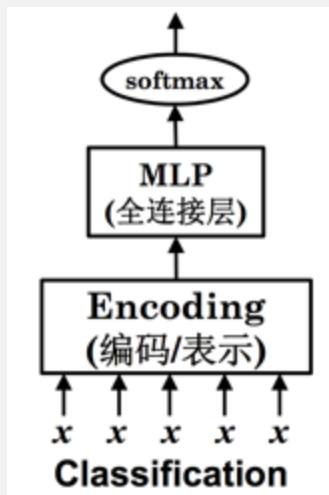 softmax
MLP
(全连接层)
Encoding
(编码/表示)
x x x x x
Classification